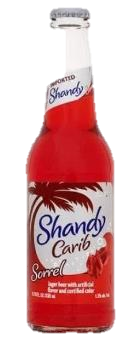 IMPORTED
Shandy
Shandy
Carib
Sorrel
lager beer with artificial
flavor and certified color